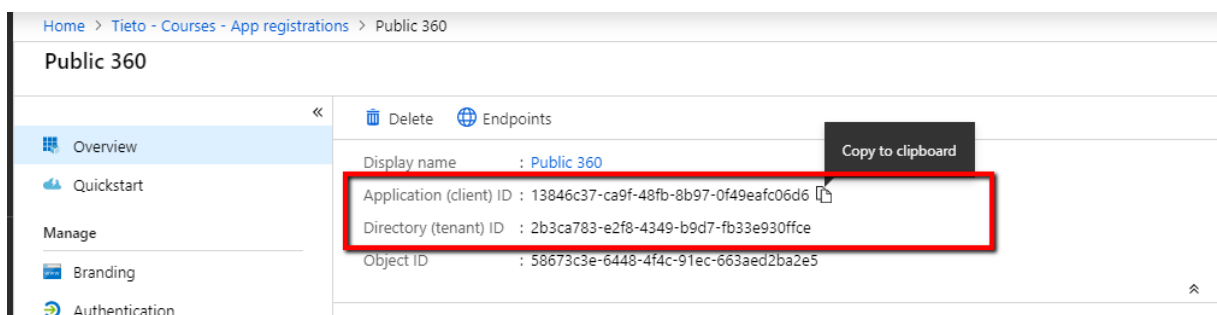 Home > Tieto - Courses - App registrations > Public 360
Public 360
«
Delete Endpoints
Copy to clipboard
Overview
Quickstart
Manage
Branding
Authentication
Display name : Public 360
Application (client) ID : 13846c37-ca9f-48fb-8b97-0f49eafc06d6
Directory (tenant) ID : 2b3ca783-e2f8-4349-b9d7-fb33e930ffce
Object ID : 58673c3e-6448-4f4c-91ec-663aed2ba2e5